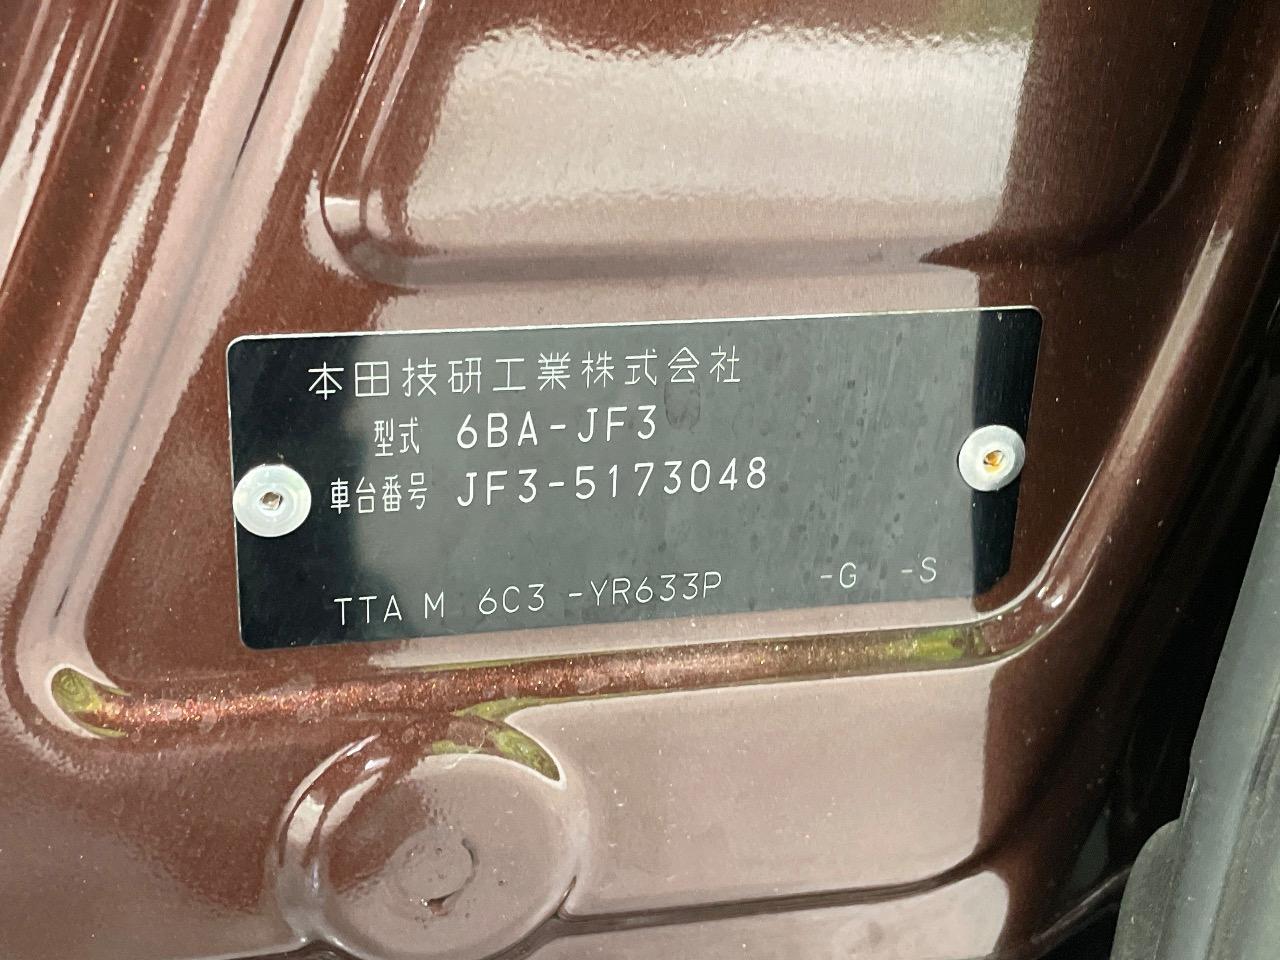 本田技研工業株式会社
型式 6BA-JF3
車台番号 JF3-5173048
TTA M 6C3 -YR633P -G -S